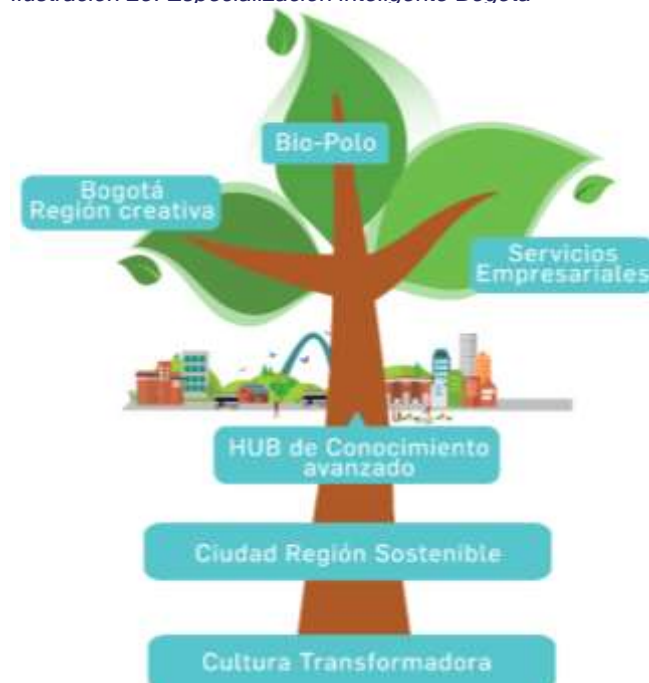 Ilustración 20. Especialización Inteligente Bogotá
Bio-Polo
Bogotá
Región creativa
Servicios
Empresariales
HUB de Conocimiento
avanzado
Ciudad Región Sostenible
Cultura Transformadora